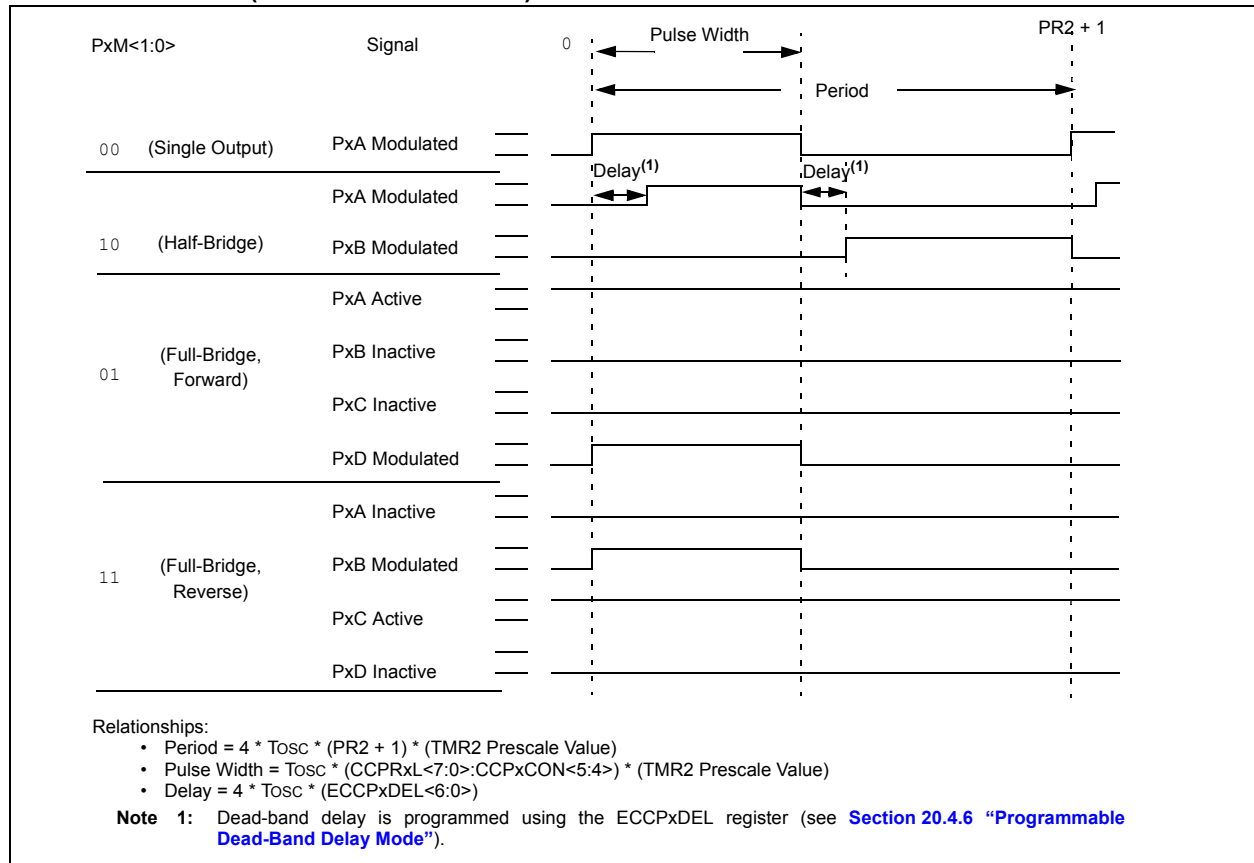 PxM<1:0> Signal 0 Pulse Width PR2 + 1
Period
00 (Single Output) PxA Modulated
Delay(1) Delay(1)
PxA Modulated
10 (Half-Bridge) PxB Modulated
PxA Active
01 (Full-Bridge, Forward) PxB Inactive
PxC Inactive
PxD Modulated
PxA Inactive
11 (Full-Bridge, Reverse) PxB Modulated
PxC Active
PxD Inactive
Relationships:
• Period = 4 * TOSC * (PR2 + 1) * (TMR2 Prescale Value)
• Pulse Width = TOSC * (CCPRxL<7:0>:CCPxCON<5:4>) * (TMR2 Prescale Value)
• Delay = 4 * TOSC * (ECCPxDEL<6:0>)
Note 1: Dead-band delay is programmed using the ECCPxDEL register (see Section 20.4.6 “Programmable
Dead-Band Delay Mode”).